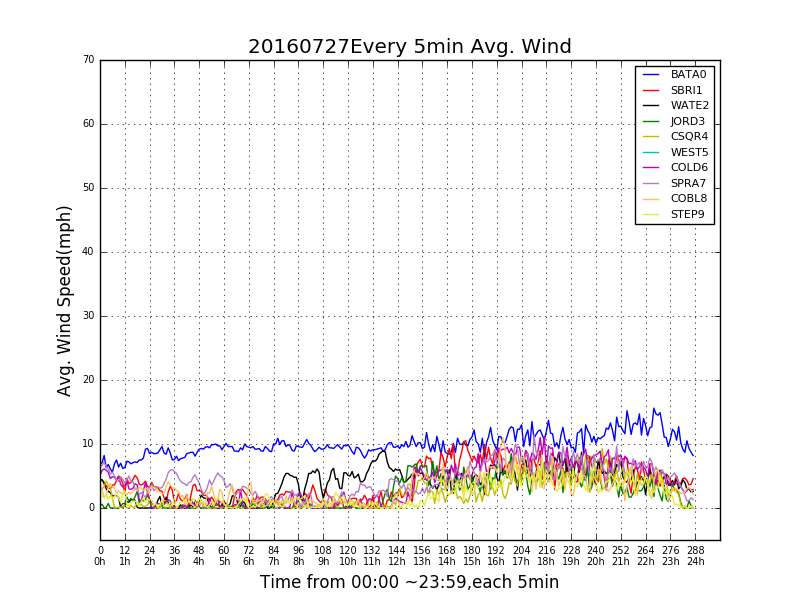 20160727Every 5min Avg. Wind
70
60
50
40
30
20
10
0
Avg. Wind Speed(mph)
BATA0
SBRI1
WATE2
JORD3
CSQR4
WEST5
COLD6
SPRA7
COBL8
STEP9
0 12 24 36 48 60 72 84 96 108 120 132 144 156 168 180 192 204 216 228 240 252 264 276 288
0h 1h 2h 3h 4h 5h 6h 7h 8h 9h 10h 11h 12h 13h 14h 15h 16h 17h 18h 19h 20h 21h 22h 23h 24h
Time from 00:00 ~23:59,each 5min